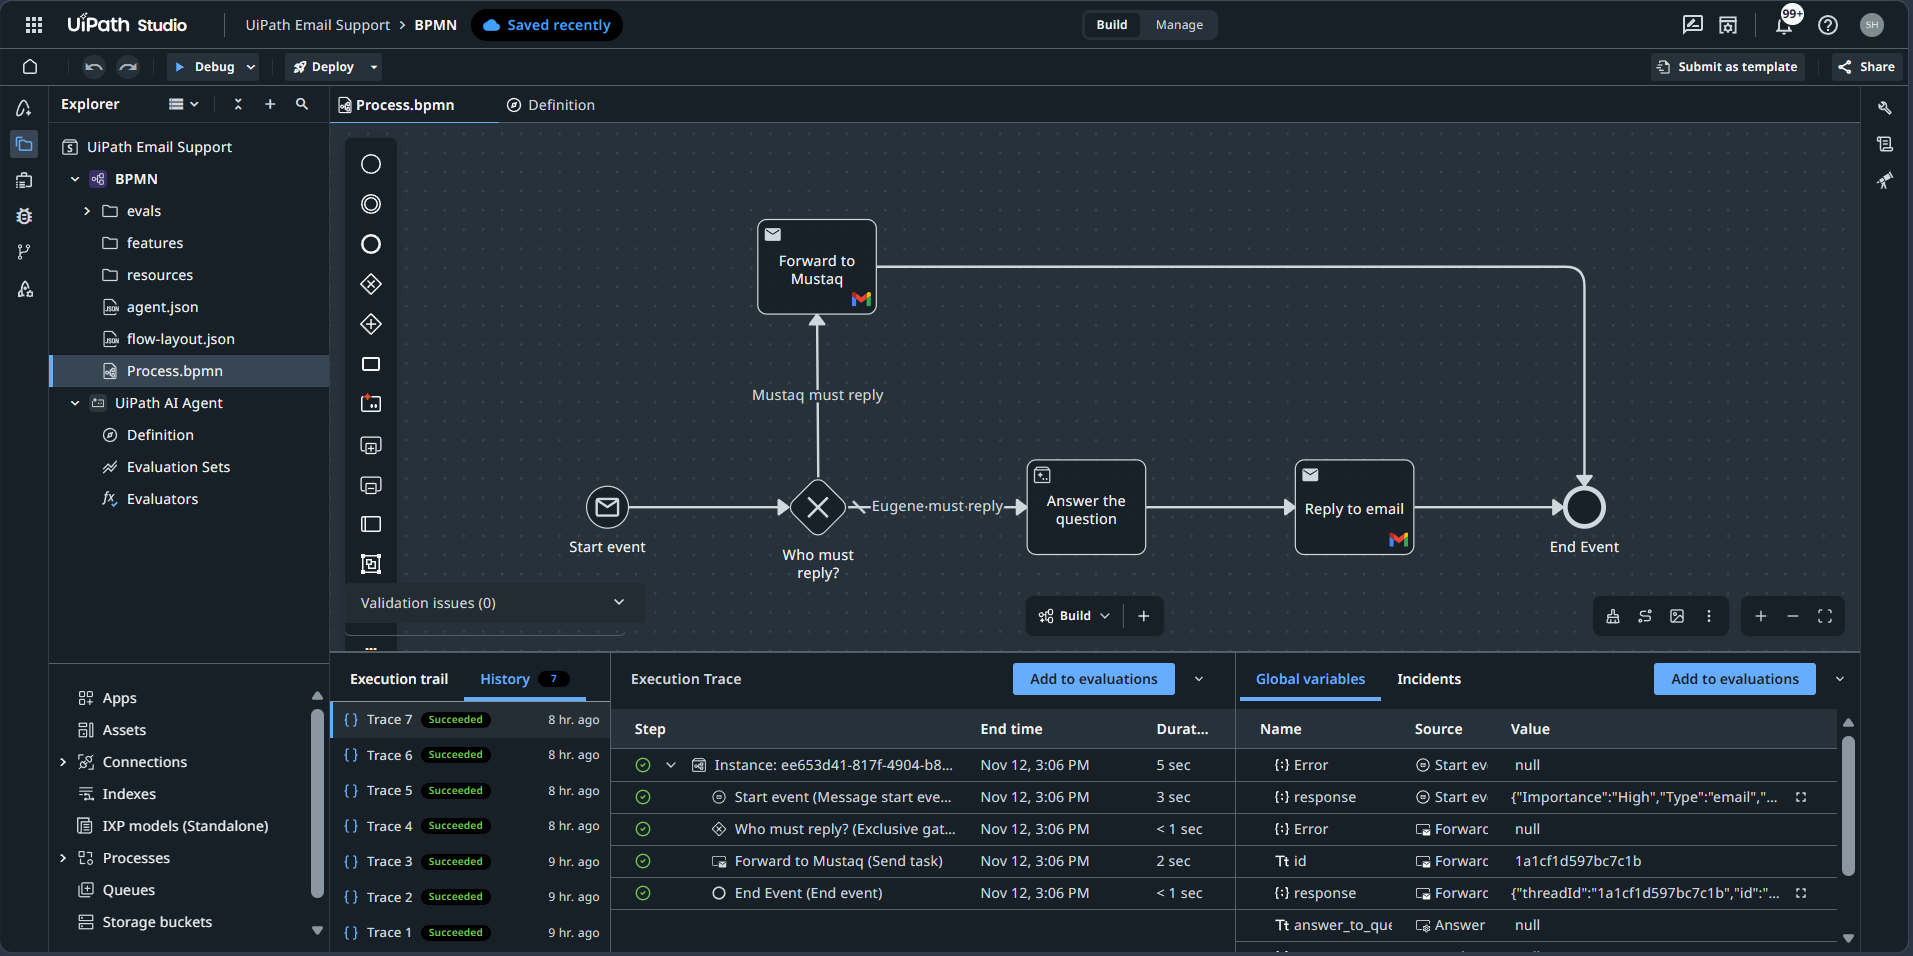 UiPath Studio
UiPath Email Support > BPMN
Saved recently
Build
Manage
99+
SH
Debug
Deploy
Submit as template
Share
Explorer
Process.bpmn
Definition
UiPath Email Support
BPMN
evals
features
resources
agent.json
flow-layout.json
Process.bpmn
UiPath AI Agent
Definition
Evaluation Sets
Evaluators
Forward to
Mustaq
Mustaq must reply
Start event
Who must
reply?
Eugene must reply
Answer the
question
Reply to email
End Event
Validation issues (0)
Build
Apps
Assets
Connections
Indexes
IXP models (Standalone)
Processes
Queues
Storage buckets
Execution trail
History 7
Trace 7 Succeeded 8 hr. ago
Trace 6 Succeeded 8 hr. ago
Trace 5 Succeeded 8 hr. ago
Trace 4 Succeeded 8 hr. ago
Trace 3 Succeeded 9 hr. ago
Trace 2 Succeeded 9 hr. ago
Trace 1 Succeeded 9 hr. ago
Execution Trace
Add to evaluations
Step End time Durat...
Instance: ee653d41-817f-4904-b8... Nov 12, 3:06 PM 5 sec
Start event (Message start eve... Nov 12, 3:06 PM 3 sec
Who must reply? (Exclusive gat... Nov 12, 3:06 PM < 1 sec
Forward to Mustaq (Send task) Nov 12, 3:06 PM 2 sec
End Event (End event) Nov 12, 3:06 PM < 1 sec
Global variables
Incidents
Add to evaluations
Name Source Value
{:} Error Start ev null
{:} response Start ev {"Importance":"High","Type":"email","...
{:} Error Forwarc null
Tt id Forwarc 1a1cf1d597bc7c1b
{:} response Forwarc {"threadId":"1a1cf1d597bc7c1b","id":"...
Tt answer_to_que Answer null